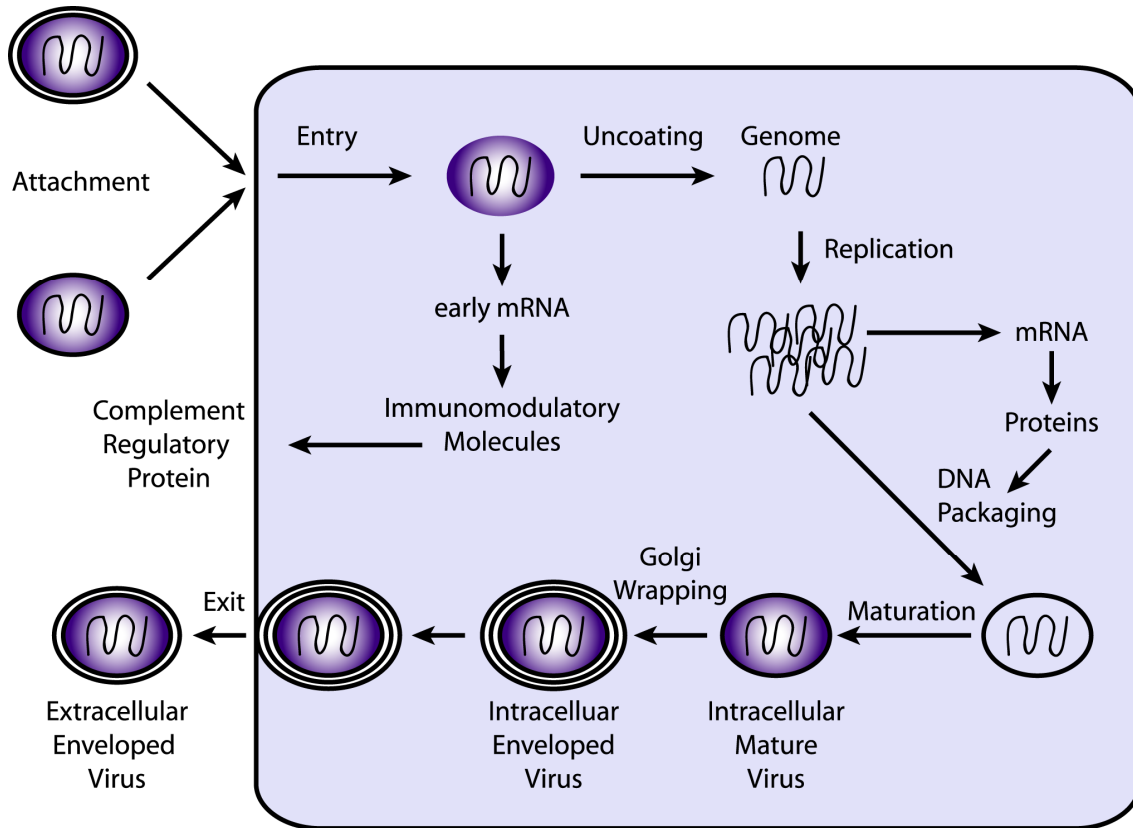 Attachment
Entry
Uncoating
Genome
Replication
early mRNA
mRNA
Immunomodulatory
Molecules
Complement
Regulatory
Protein
Proteins
DNA
Packaging
Golgi
Wrapping
Maturation
Exit
Extracellular
Enveloped
Virus
Intracelluar
Enveloped
Virus
Intracellular
Mature
Virus